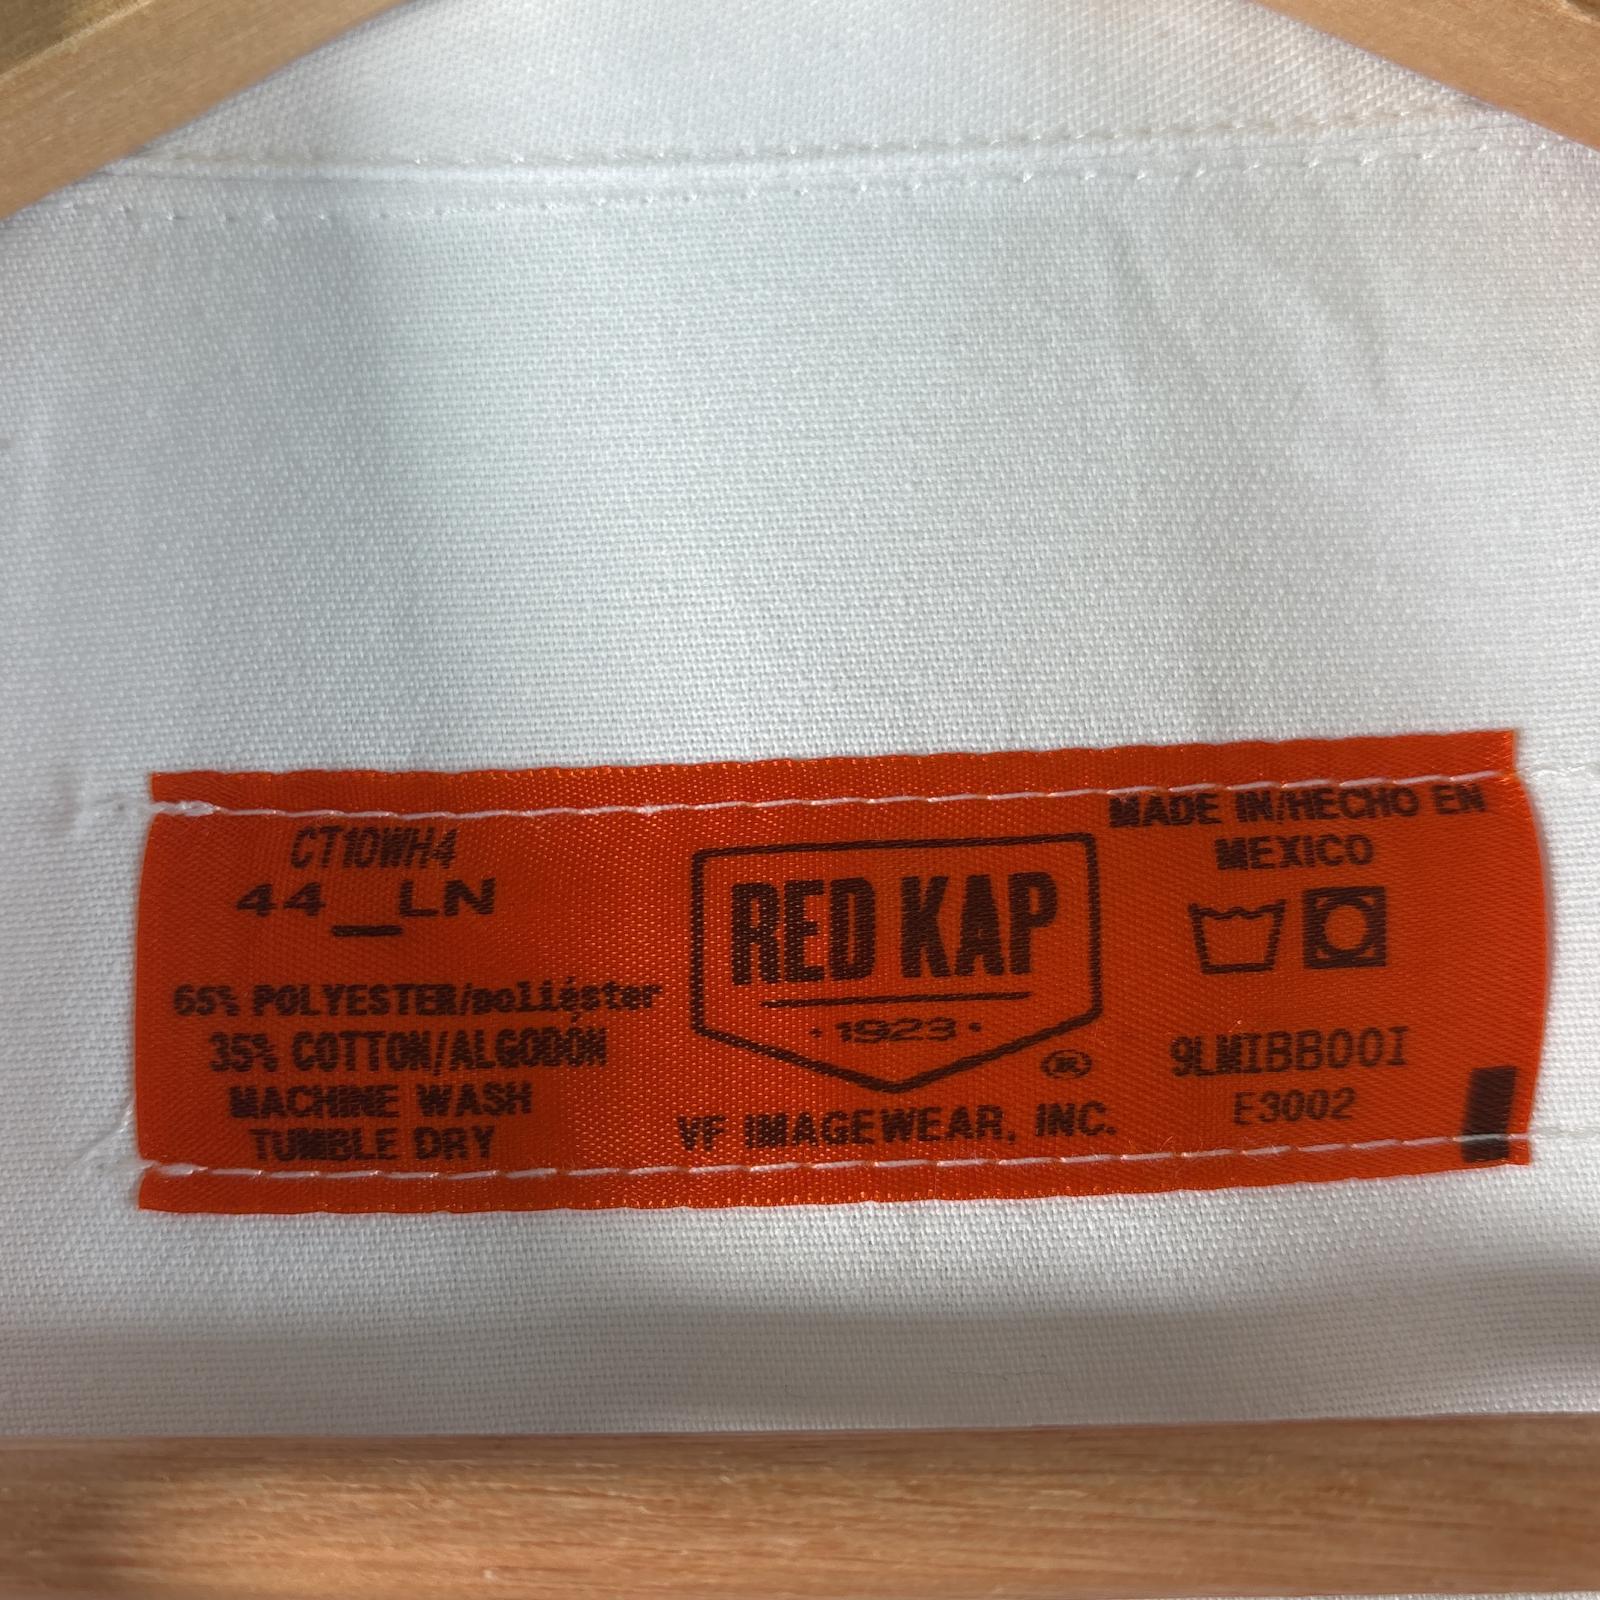 CT10WH4
44_LN
65% POLYESTER/poliéster
35% COTTON/ALGODÓN
MACHINE WASH
TUMBLE DRY
RED KAP
·1923·
®
VF IMAGEWEAR, INC.
MADE IN/HECHO EN
MEXICO
9LMIBB00I
E3002